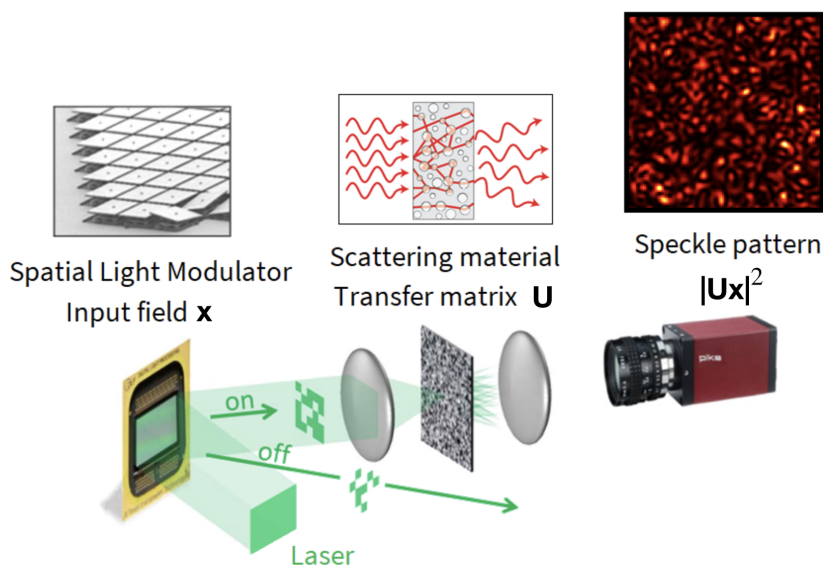 Spatial Light Modulator
Input field x
Scattering material
Transfer matrix U
Speckle pattern
|Ux|²
on
off
Laser
pike